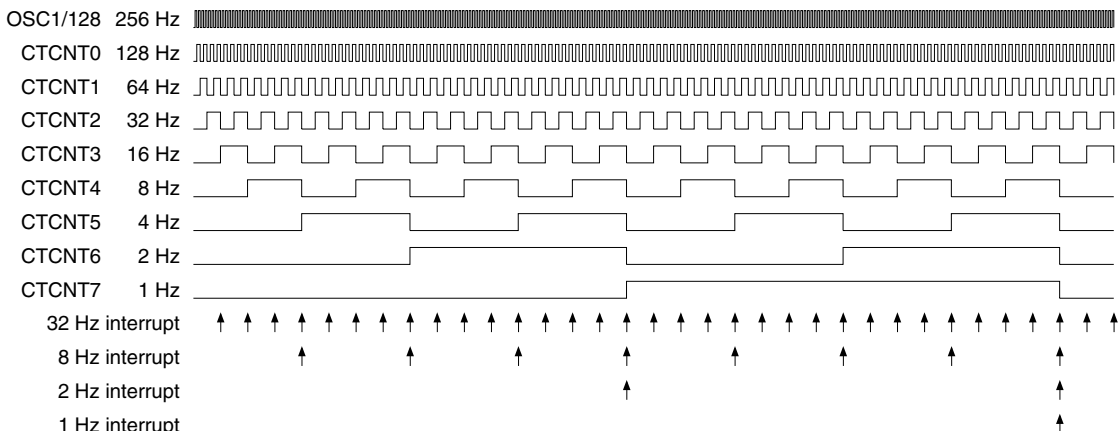 OSC1/128 256 Hz
CTCNT0 128 Hz
CTCNT1 64 Hz
CTCNT2 32 Hz
CTCNT3 16 Hz
CTCNT4 8 Hz
CTCNT5 4 Hz
CTCNT6 2 Hz
CTCNT7 1 Hz
32 Hz interrupt
8 Hz interrupt
2 Hz interrupt
1 Hz interrupt